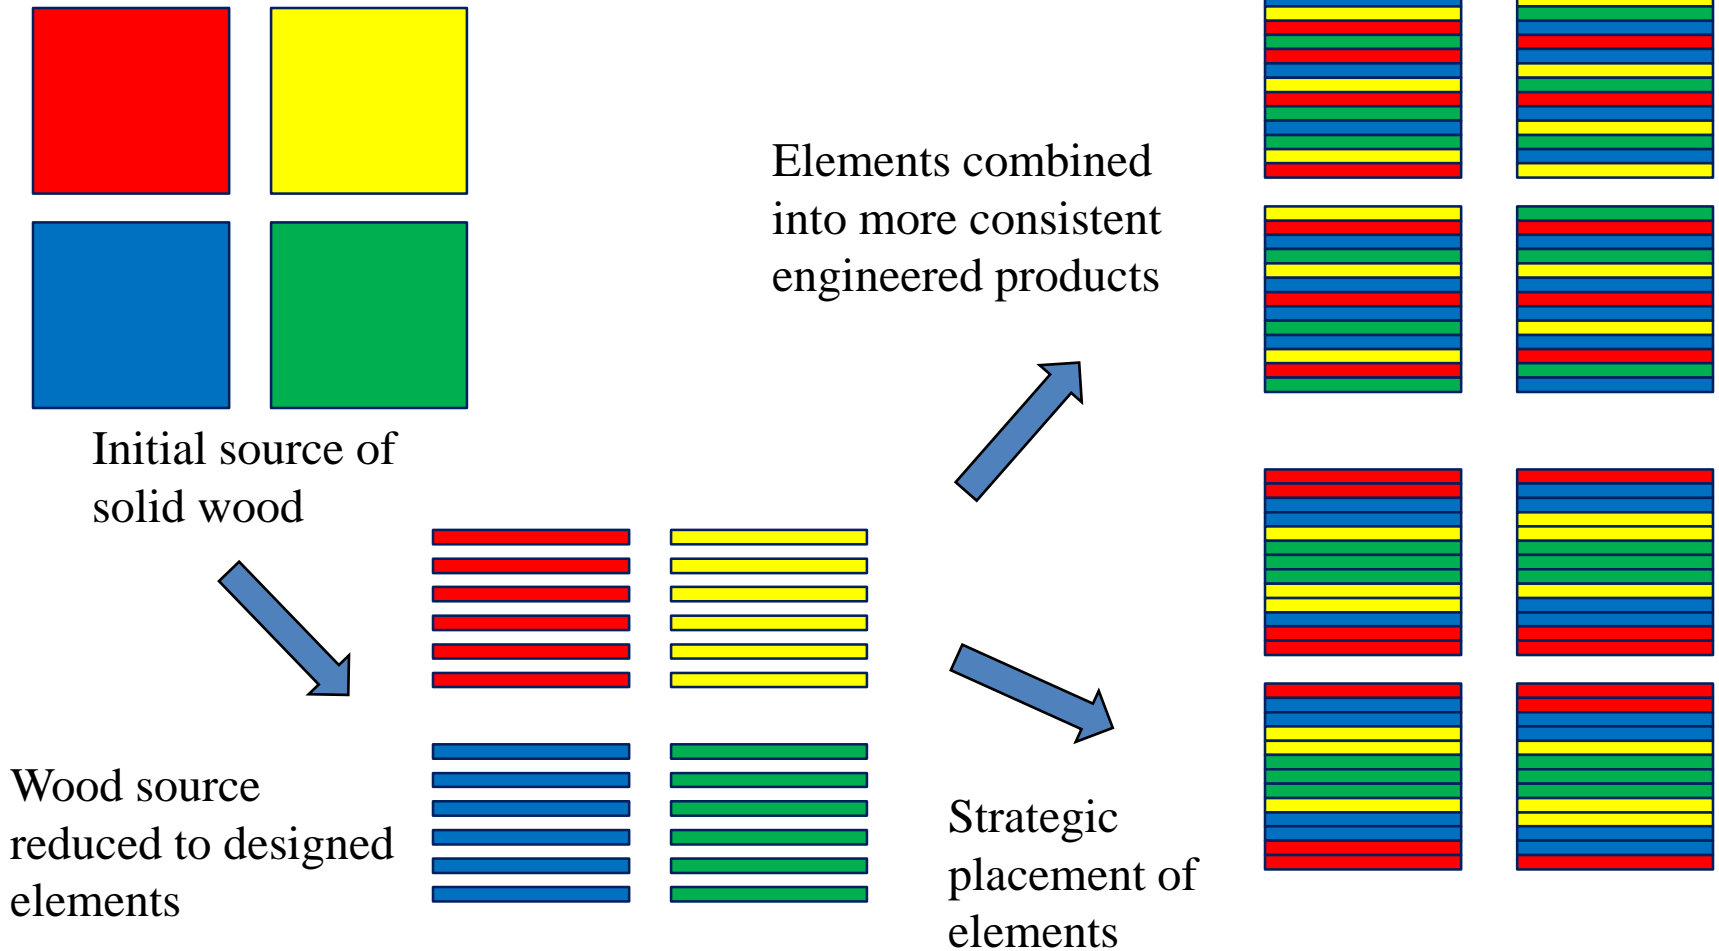 Initial source of
solid wood
Wood source
reduced to designed
elements
Elements combined
into more consistent
engineered products
Strategic
placement of
elements